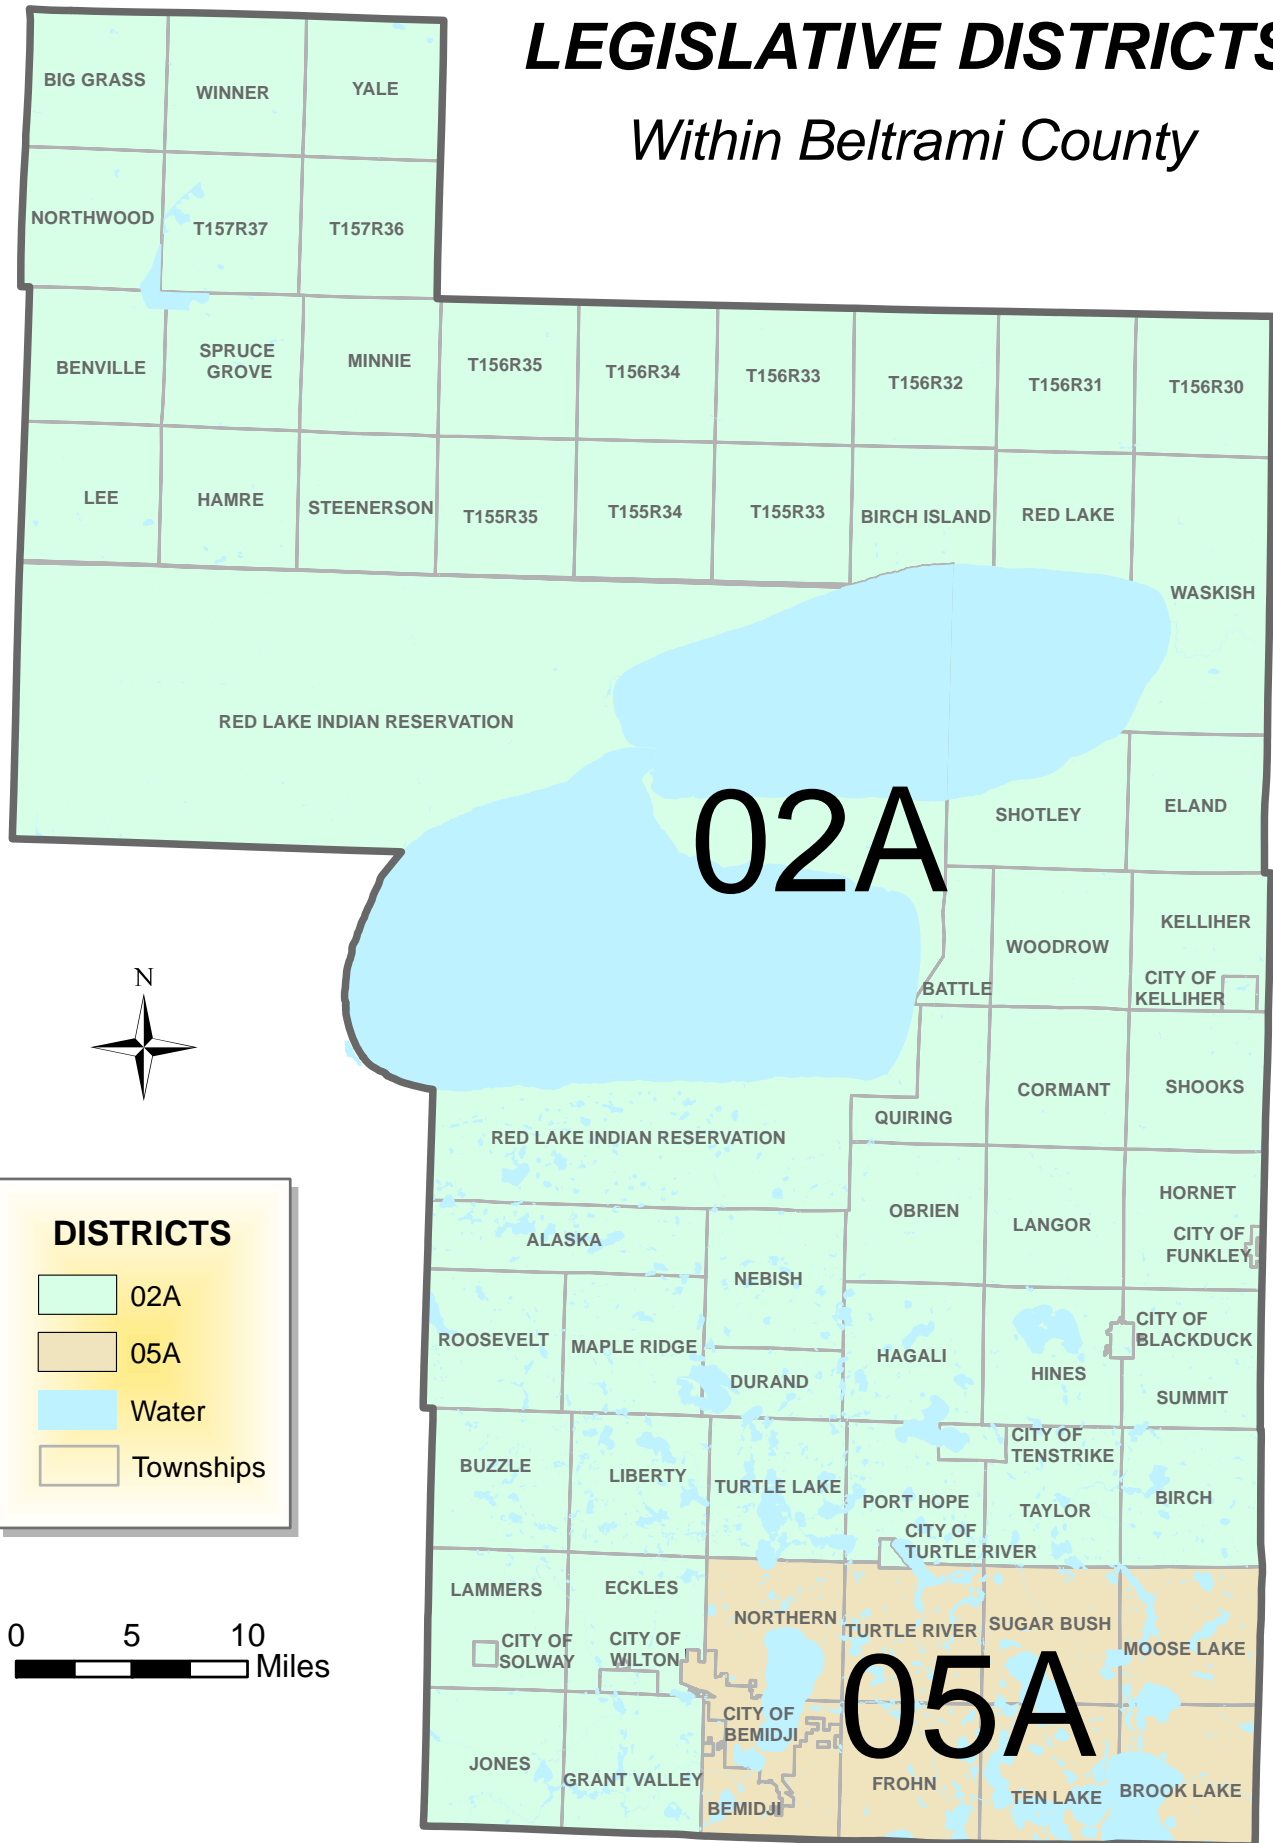 LEGISLATIVE DISTRICTS
Within Beltrami County
BIG GRASS
WINNER
YALE
NORTHWOOD
T157R37
T157R36
BENVILLE
SPRUCE
GROVE
MINNIE
T156R35
T156R34
T156R33
T156R32
T156R31
T156R30
LEE
HAMRE
STEENERSON
T155R35
T155R34
T155R33
BIRCH ISLAND
RED LAKE
WASKISH
RED LAKE INDIAN RESERVATION
02A
SHOTLEY
ELAND
KELLIHER
WOODROW
BATTLE
CITY OF
KELLIHER
N
CORMANT
SHOOKS
QUIRING
RED LAKE INDIAN RESERVATION
HORNET
OBRIEN
LANGOR
CITY OF
FUNKLEY
ALASKA
NEBISH
DISTRICTS
02A
05A
Water
Townships
ROOSEVELT
MAPLE RIDGE
DURAND
HAGALI
HINES
CITY OF
BLACKDUCK
SUMMIT
BUZZLE
LIBERTY
TURTLE LAKE
CITY OF
TENSTRIKE
PORT HOPE
TAYLOR
BIRCH
CITY OF
TURTLE RIVER
LAMMERS
ECKLES
NORTHERN
TURTLE RIVER
SUGAR BUSH
MOOSE LAKE
CITY OF
SOLWAY
CITY OF
WILTON
0 5 10
Miles
05A
CITY OF
BEMIDJI
JONES
GRANT VALLEY
BEMIDJI
FROHN
TEN LAKE
BROOK LAKE